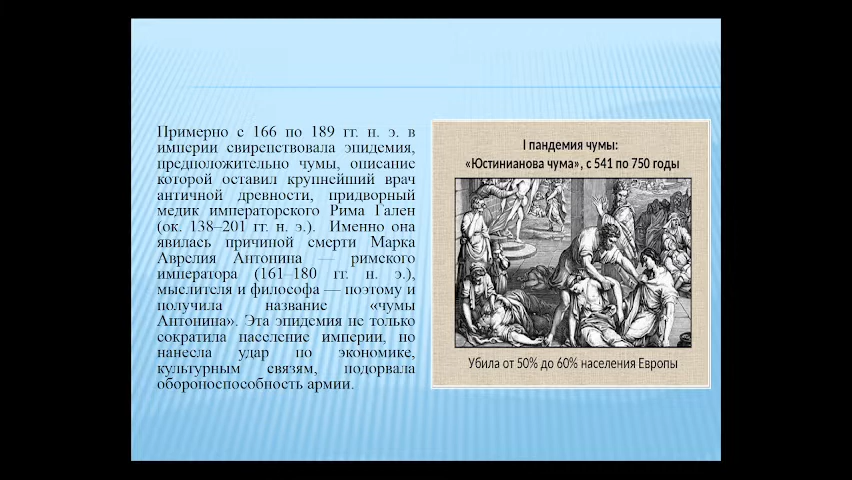 Примерно с 166 по 189 гг. н. э. в
империи свирепствовала эпидемия,
предположительно чумы, описание
которой оставил крупнейший врач
античной древности, придворный
медик императорского Рима Гален
(ок. 138–201 гг. н. э.). Именно она
явилась причиной смерти Марка
Аврелия Антонина — римского
императора (161–180 гг. н. э.),
мыслителя и философа — поэтому и
получила название «чумы
Антонина». Эта эпидемия не только
сократила население империи, но
нанесла удар по экономике,
культурным связям, подорвала
обороноспособность армии.
I пандемия чумы:
«Юстинианова чума», с 541 по 750 годы
Убила от 50% до 60% населения Европы